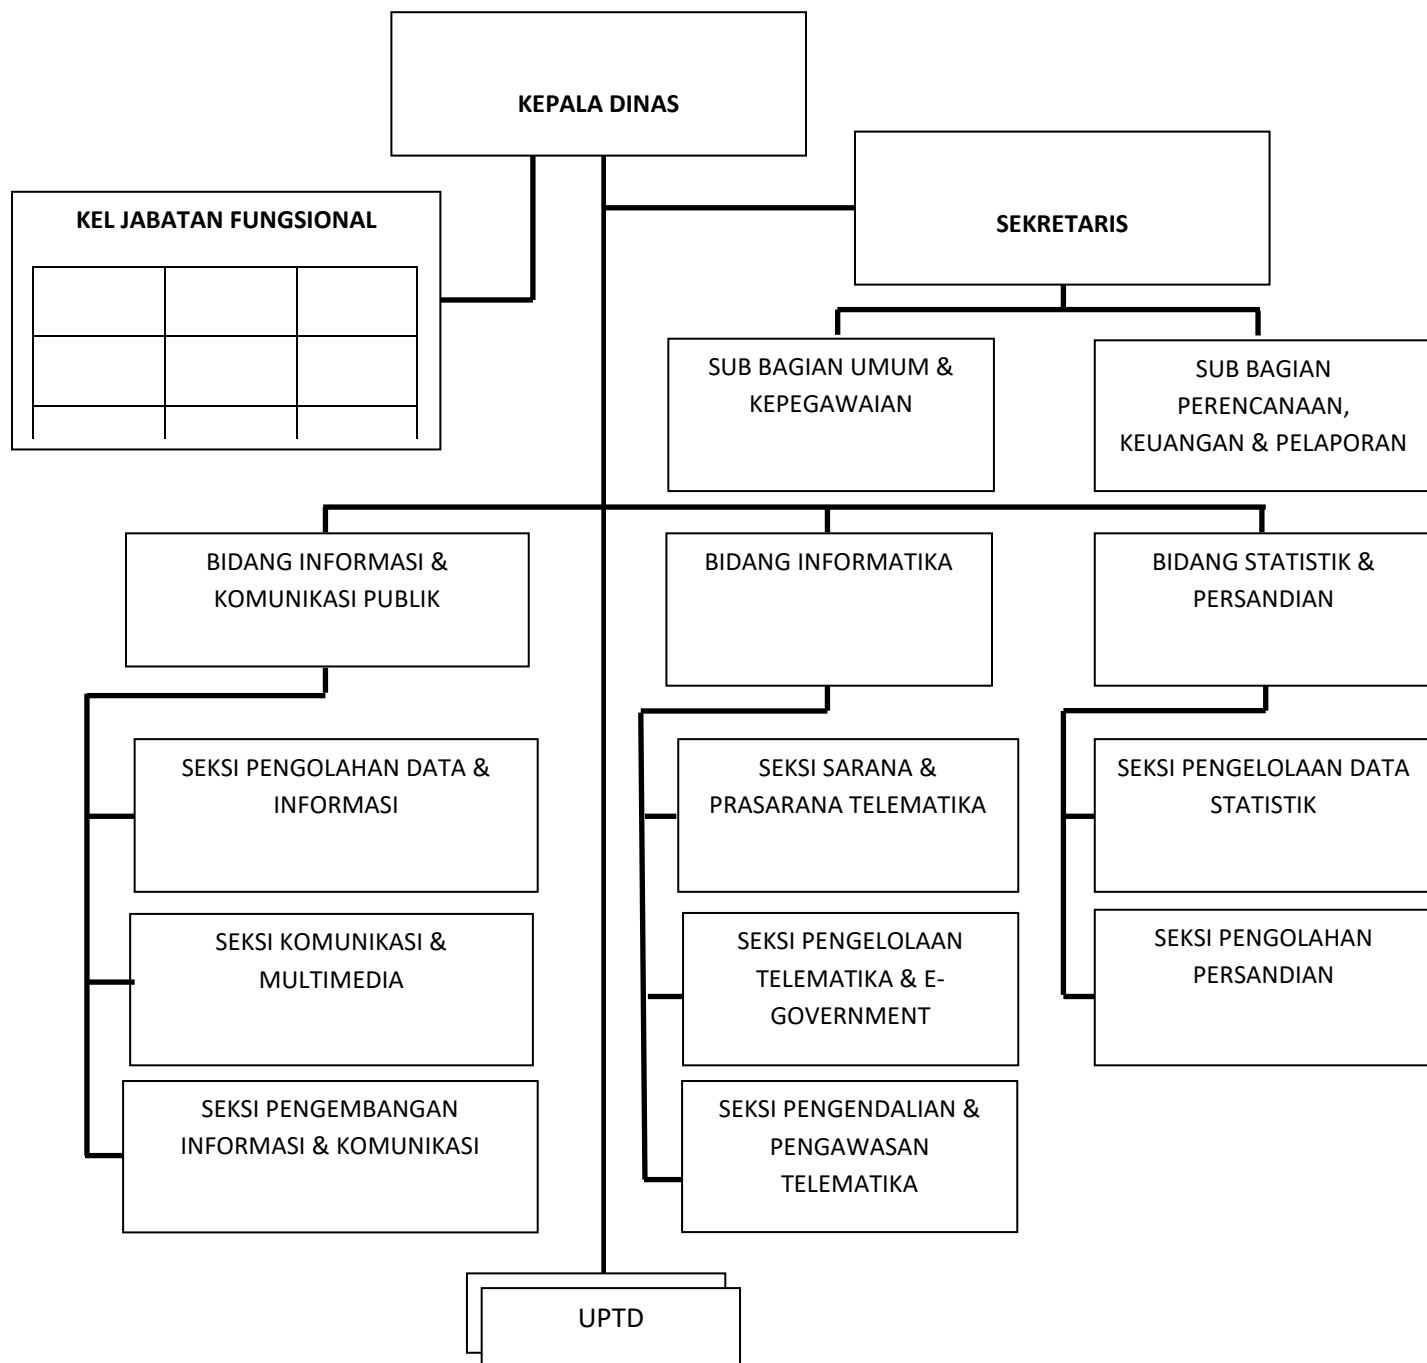 KEPALA DINAS
SEKRETARIS
KEL JABATAN FUNGSIONAL
SUB BAGIAN UMUM &
KEPEGAWAIAN
SUB BAGIAN
PERENCANAAN,
KEUANGAN & PELAPORAN
BIDANG INFORMASI &
KOMUNIKASI PUBLIK
BIDANG INFORMATIKA
BIDANG STATISTIK &
PERSANDIAN
SEKSI PENGOLAHAN DATA &
INFORMASI
SEKSI SARANA &
PRASARANA TELEMATIKA
SEKSI PENGELOLAAN DATA
STATISTIK
SEKSI KOMUNIKASI &
MULTIMEDIA
SEKSI PENGELOLAAN
TELEMATIKA & E-
GOVERNMENT
SEKSI PENGOLAHAN
PERSANDIAN
SEKSI PENGEMBANGAN
INFORMASI & KOMUNIKASI
SEKSI PENGENDALIAN &
PENGAWASAN
TELEMATIKA
UPTD